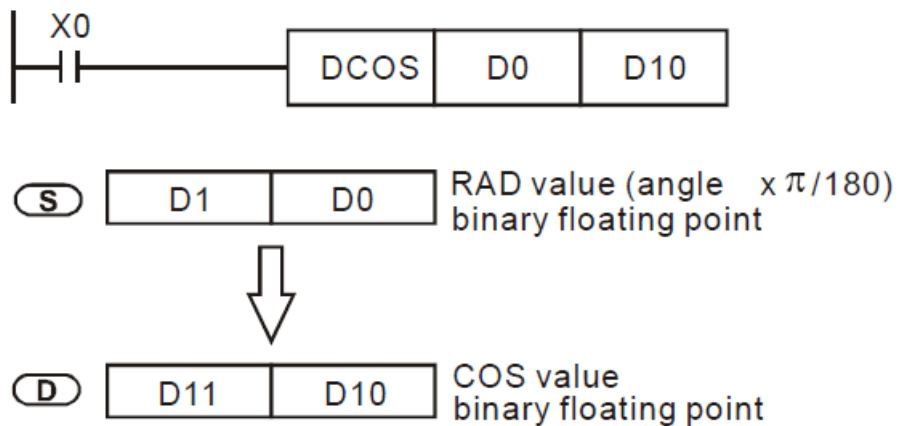 X0
DCOS D0 D10
S D1 D0 RAD value (angle x π/180)
binary floating point
D D11 D10 COS value
binary floating point